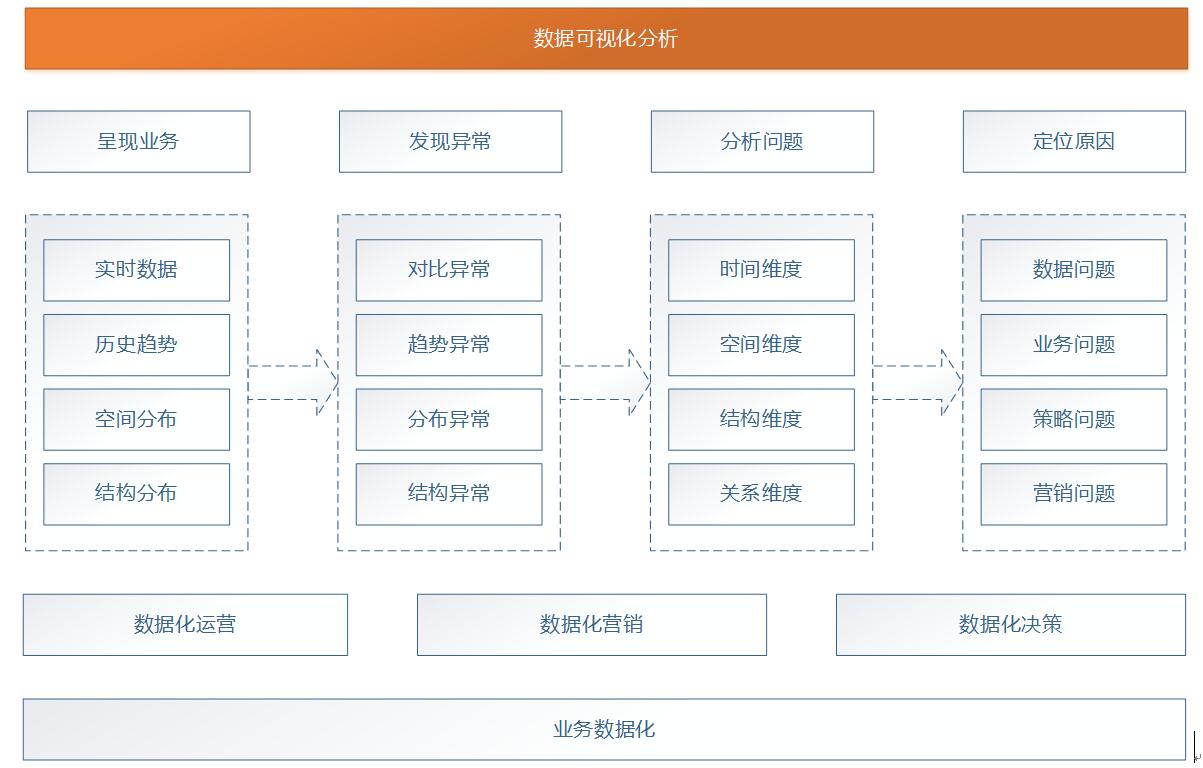 数据可视化分析
呈现业务
发现异常
分析问题
定位原因
实时数据
历史趋势
空间分布
结构分布
对比异常
趋势异常
分布异常
结构异常
时间维度
空间维度
结构维度
关系维度
数据问题
业务问题
策略问题
营销问题
数据化运营
数据化营销
数据化决策
业务数据化